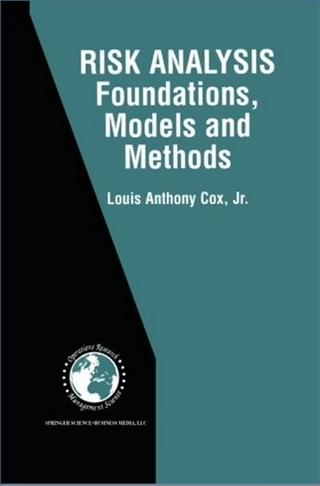 RISK ANALYSIS
Foundations,
Models and
Methods
Louis Anthony Cox, Jr.
Operations Research
Management Science
SPRINGER SCIENCE+BUSINESS MEDIA, LLC